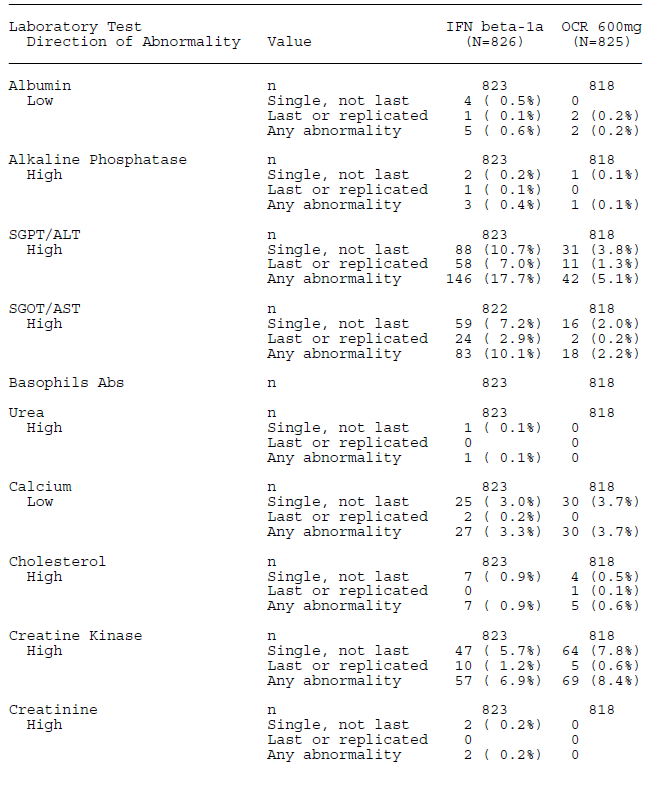 Laboratory Test IFN beta-1a OCR 600mg
Direction of Abnormality Value (N=826) (N=825)
Albumin n 823 818
Low Single, not last 4 ( 0.5%) 0
Last or replicated 1 ( 0.1%) 2 (0.2%)
Any abnormality 5 ( 0.6%) 2 (0.2%)
Alkaline Phosphatase n 823 818
High Single, not last 2 ( 0.2%) 1 (0.1%)
Last or replicated 1 ( 0.1%) 0
Any abnormality 3 ( 0.4%) 1 (0.1%)
SGPT/ALT n 823 818
High Single, not last 88 (10.7%) 31 (3.8%)
Last or replicated 58 ( 7.0%) 11 (1.3%)
Any abnormality 146 (17.7%) 42 (5.1%)
SGOT/AST n 822 818
High Single, not last 59 ( 7.2%) 16 (2.0%)
Last or replicated 24 ( 2.9%) 2 (0.2%)
Any abnormality 83 (10.1%) 18 (2.2%)
Basophils Abs n 823 818
Urea n 823 818
High Single, not last 1 ( 0.1%) 0
Last or replicated 0 0
Any abnormality 1 ( 0.1%) 0
Calcium n 823 818
Low Single, not last 25 ( 3.0%) 30 (3.7%)
Last or replicated 2 ( 0.2%) 0
Any abnormality 27 ( 3.3%) 30 (3.7%)
Cholesterol n 823 818
High Single, not last 7 ( 0.9%) 4 (0.5%)
Last or replicated 0 1 (0.1%)
Any abnormality 7 ( 0.9%) 5 (0.6%)
Creatine Kinase n 823 818
High Single, not last 47 ( 5.7%) 64 (7.8%)
Last or replicated 10 ( 1.2%) 5 (0.6%)
Any abnormality 57 ( 6.9%) 69 (8.4%)
Creatinine n 823 818
High Single, not last 2 ( 0.2%) 0
Last or replicated 0 0
Any abnormality 2 ( 0.2%) 0